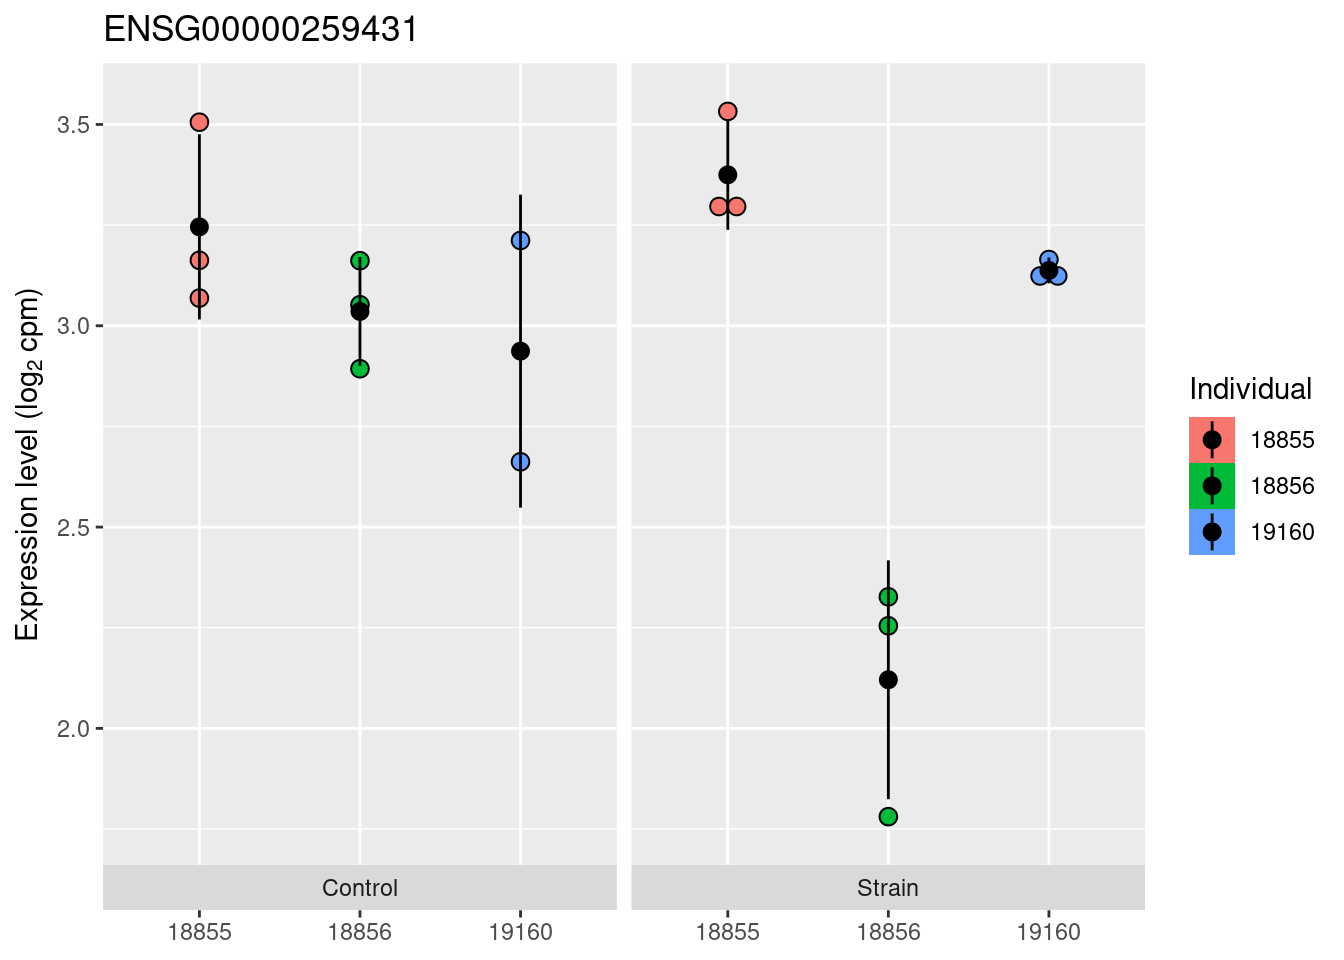 ENSG00000259431
Expression level (log₂ cpm)
3.5
3.0
2.5
2.0
Control
Strain
18855
18856
19160
18855
18856
19160
Individual
18855
18856
19160